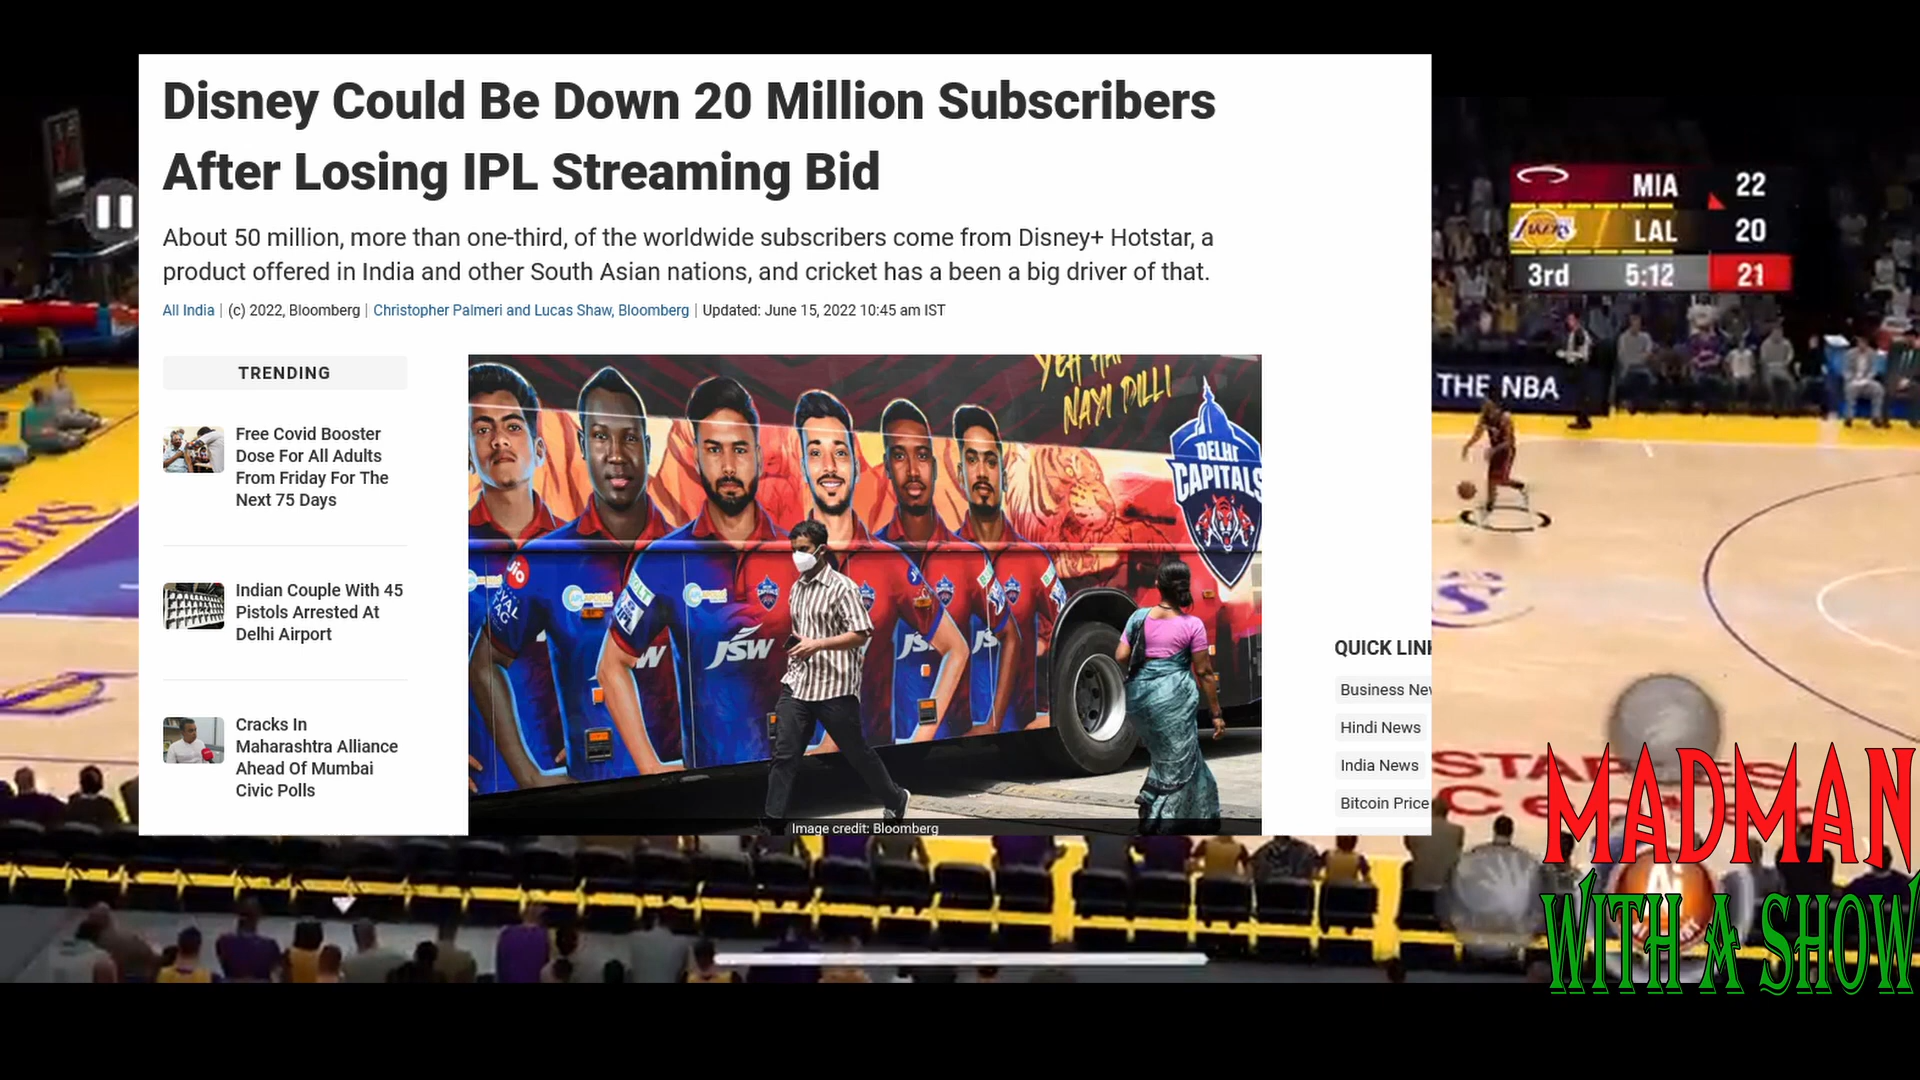 Disney Could Be Down 20 Million Subscribers
After Losing IPL Streaming Bid
About 50 million, more than one-third, of the worldwide subscribers come from Disney+ Hotstar, a
product offered in India and other South Asian nations, and cricket has a been a big driver of that.
All India | (c) 2022, Bloomberg | Christopher Palmeri and Lucas Shaw, Bloomberg | Updated: June 15, 2022 10:45 am IST
TRENDING
Free Covid Booster
Dose For All Adults
From Friday For The
Next 75 Days
Indian Couple With 45
Pistols Arrested At
Delhi Airport
Cracks In
Maharashtra Alliance
Ahead Of Mumbai
Civic Polls
NAYI DILLI
DELHI
CAPITALS
Jio
JSW
Image credit: Bloomberg
QUICK LIN
Business Ne
Hindi News
India News
Bitcoin Price
MIA 22
LAL 20
3rd 5:12 21
THE NBA
MADMAN
WITH A SHOW